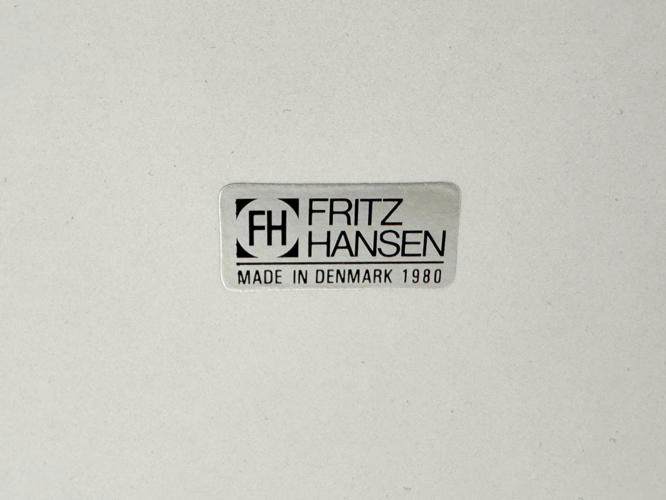 FH
FRITZ
HANSEN
MADE IN DENMARK 1980